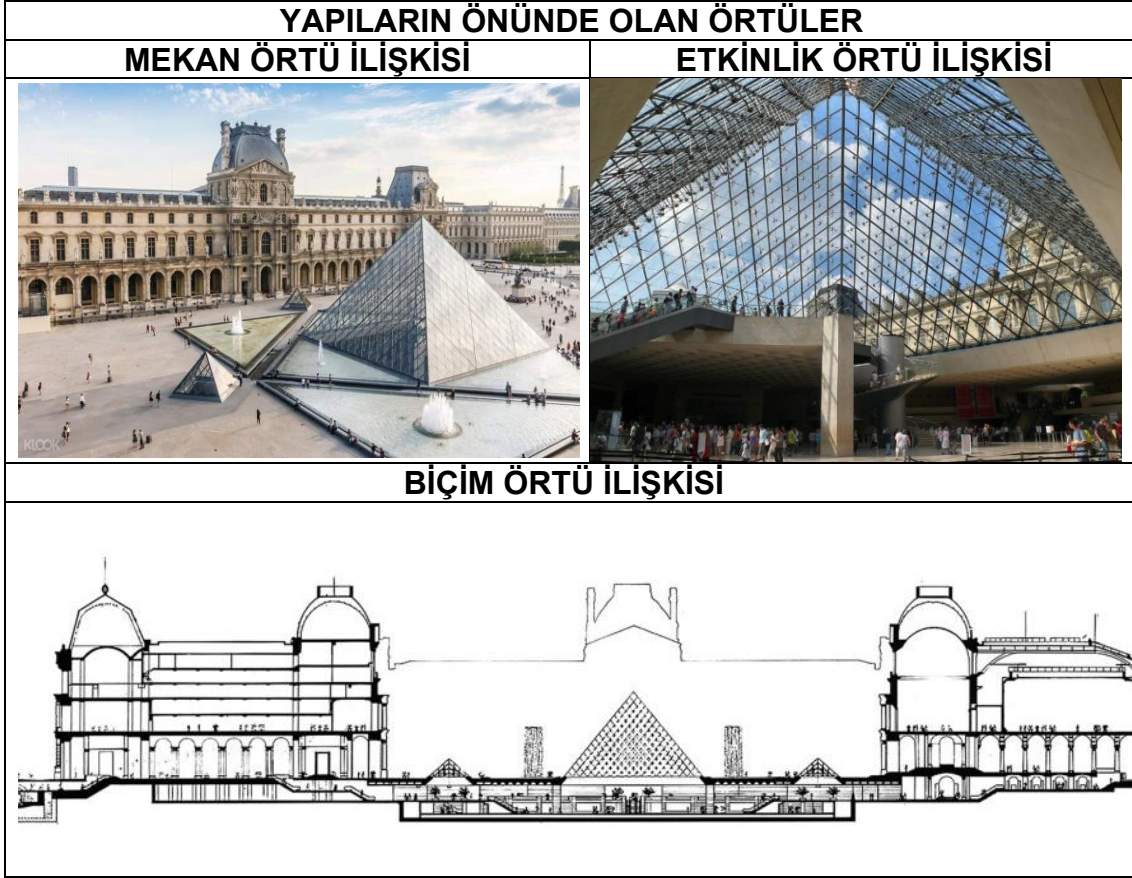 YAPILARIN ÖNÜNDE OLAN ÖRTÜLER
MEKAN ÖRTÜ İLİŞKİSİ
ETKİNLİK ÖRTÜ İLİŞKİSİ
KLOOK
BİÇİM ÖRTÜ İLİŞKİSİ